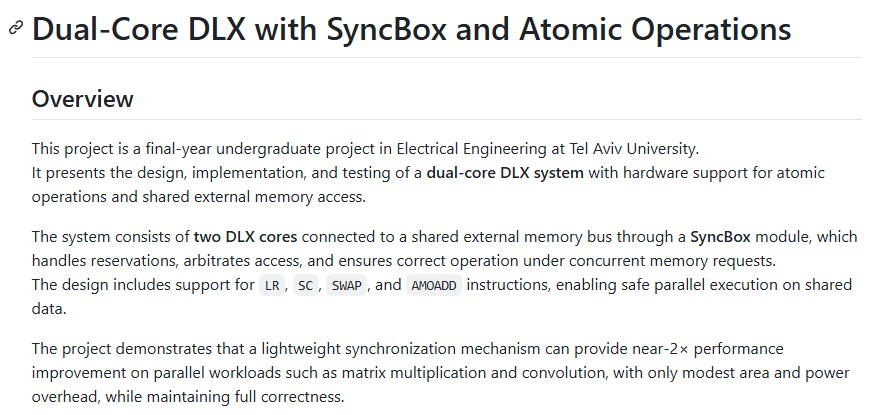 Dual-Core DLX with SyncBox and Atomic Operations
Overview
This project is a final-year undergraduate project in Electrical Engineering at Tel Aviv University.
It presents the design, implementation, and testing of a dual-core DLX system with hardware support for atomic
operations and shared external memory access.
The system consists of two DLX cores connected to a shared external memory bus through a SyncBox module, which
handles reservations, arbitrates access, and ensures correct operation under concurrent memory requests.
The design includes support for LR, SC, SWAP, and AMOADD instructions, enabling safe parallel execution on shared
data.
The project demonstrates that a lightweight synchronization mechanism can provide near-2× performance
improvement on parallel workloads such as matrix multiplication and convolution, with only modest area and power
overhead, while maintaining full correctness.